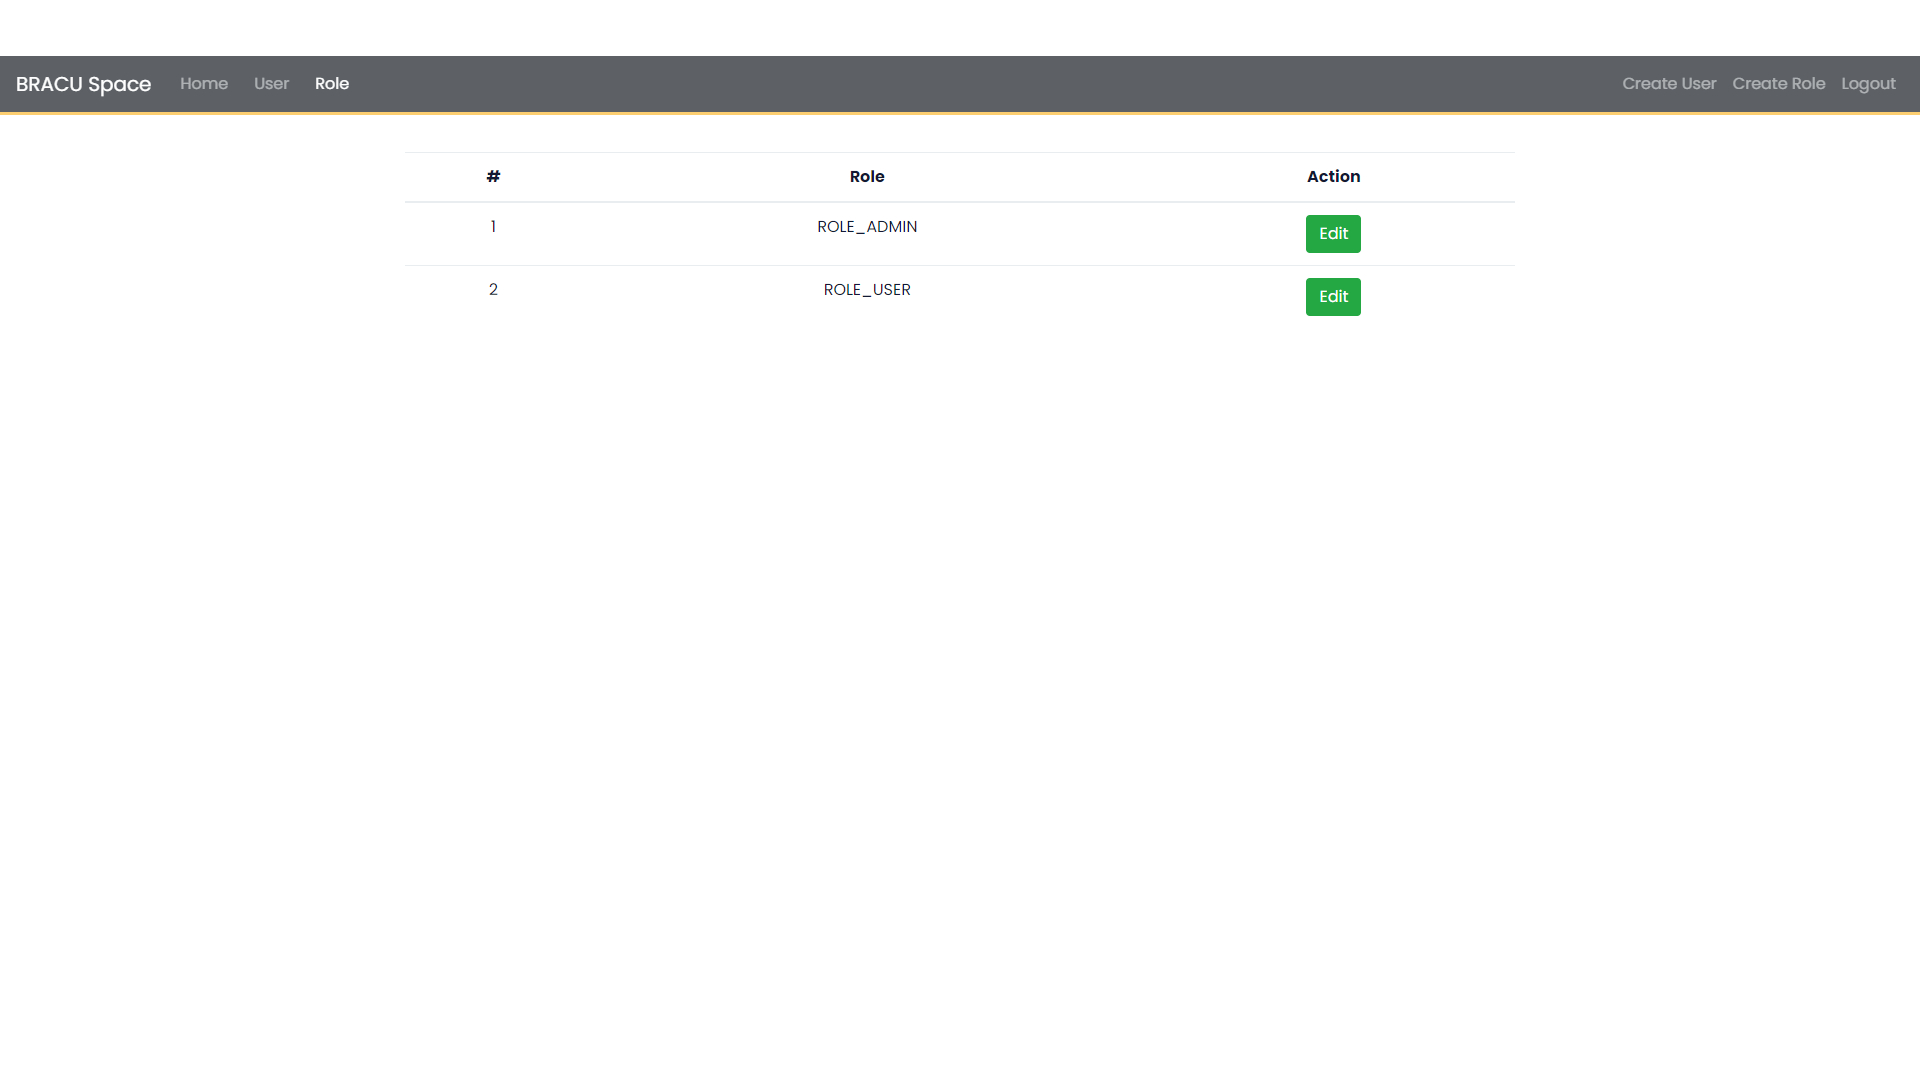 BRACU Space Home User Role Create User Create Role Logout
# Role Action
1 ROLE_ADMIN Edit
2 ROLE_USER Edit